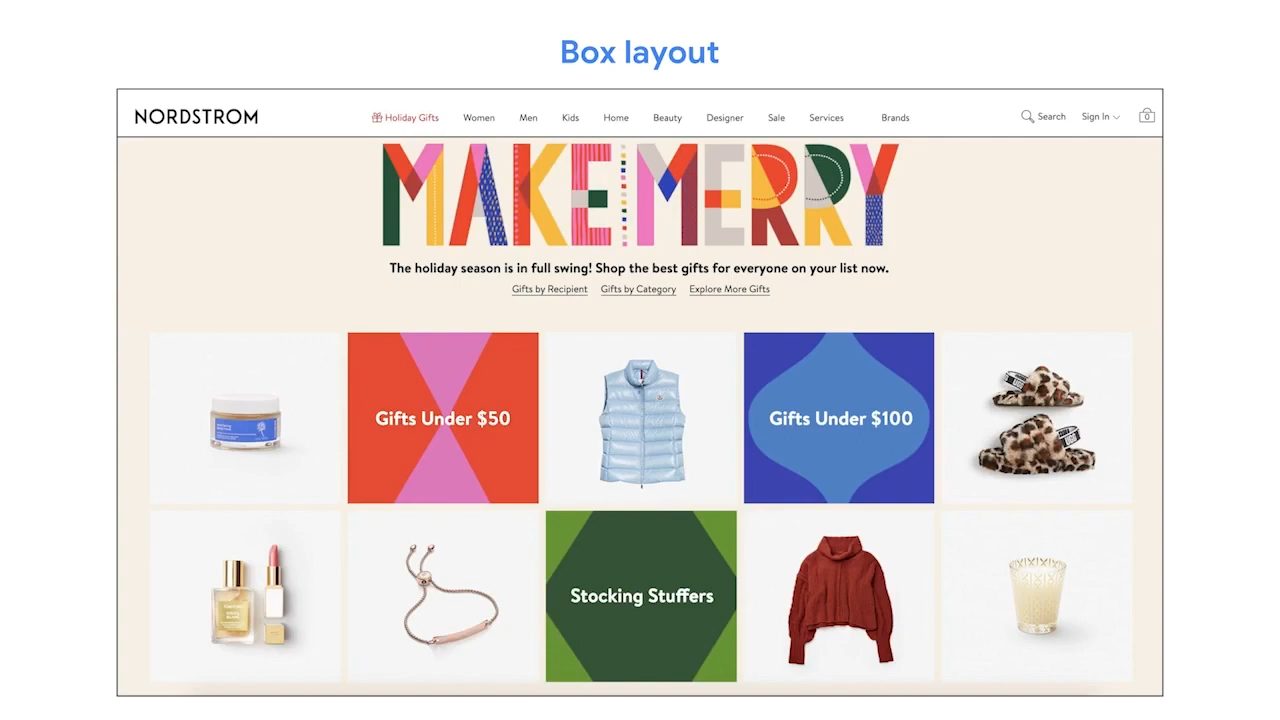 Box layout
NORDSTROM
Holiday Gifts Women Men Kids Home Beauty Designer Sale Services Brands
Search Sign In 0
MAKE MERRY
The holiday season is in full swing! Shop the best gifts for everyone on your list now.
Gifts by Recipient Gifts by Category Explore More Gifts
Gifts Under $50
Gifts Under $100
Stocking Stuffers